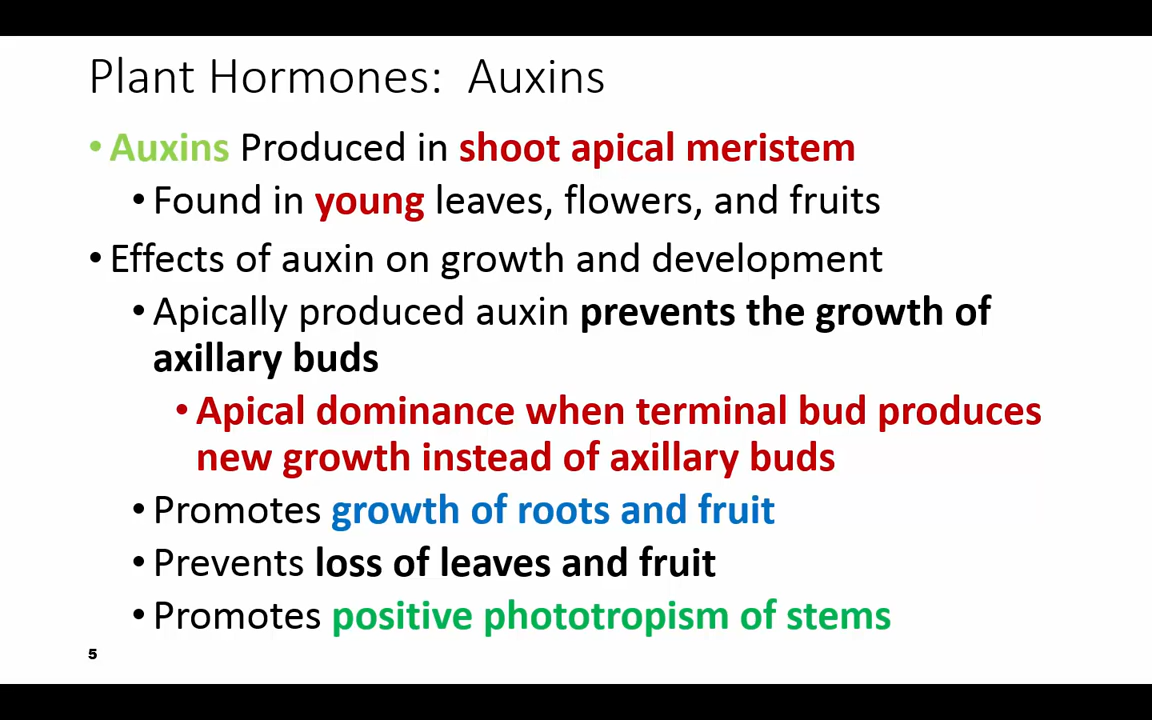 Plant Hormones:  Auxins
• Auxins Produced in shoot apical meristem
• Found in young leaves, flowers, and fruits
• Effects of auxin on growth and development
• Apically produced auxin prevents the growth of
axillary buds
• Apical dominance when terminal bud produces
new growth instead of axillary buds
• Promotes growth of roots and fruit
• Prevents loss of leaves and fruit
• Promotes positive phototropism of stems
5